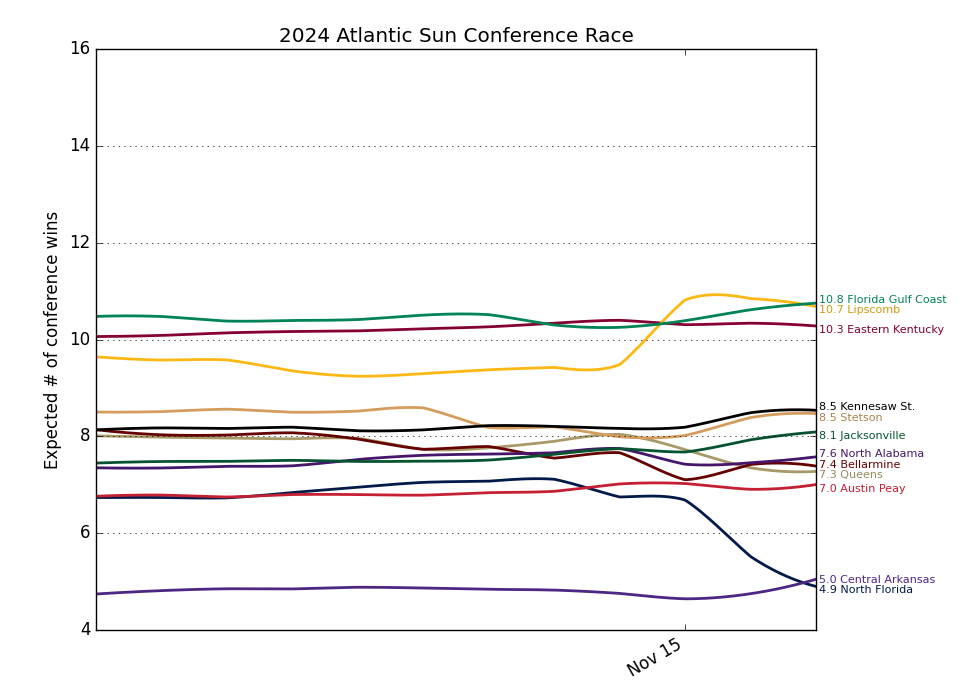 2024 Atlantic Sun Conference Race
Expected # of conference wins
16
14
12
10
8
6
4
10.8 Florida Gulf Coast
10.7 Lipscomb
10.3 Eastern Kentucky
8.5 Kennesaw St.
8.5 Stetson
8.1 Jacksonville
7.6 North Alabama
7.4 Bellarmine
7.3 Queens
7.0 Austin Peay
5.0 Central Arkansas
4.9 North Florida
Nov 15